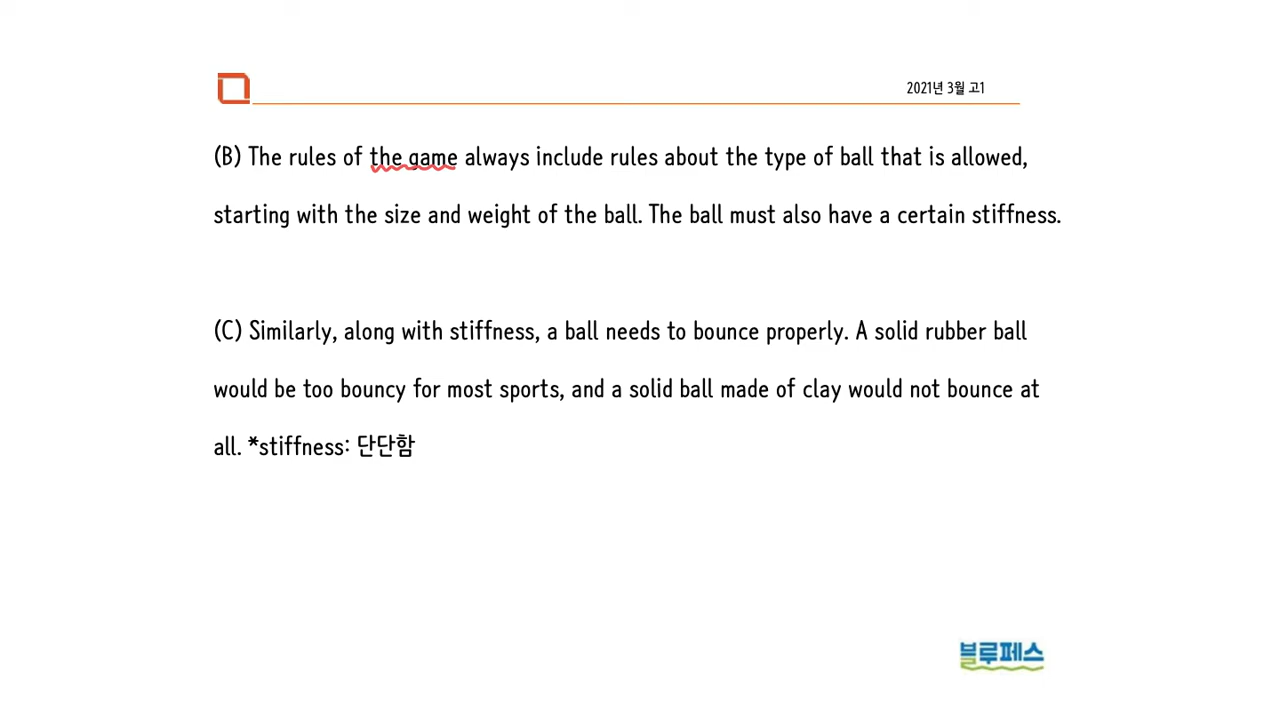 2021년 3월 고1
(B) The rules of the game always include rules about the type of ball that is allowed,
starting with the size and weight of the ball. The ball must also have a certain stiffness.
(C) Similarly, along with stiffness, a ball needs to bounce properly. A solid rubber ball
would be too bouncy for most sports, and a solid ball made of clay would not bounce at
all. *stiffness: 단단함
블루페스